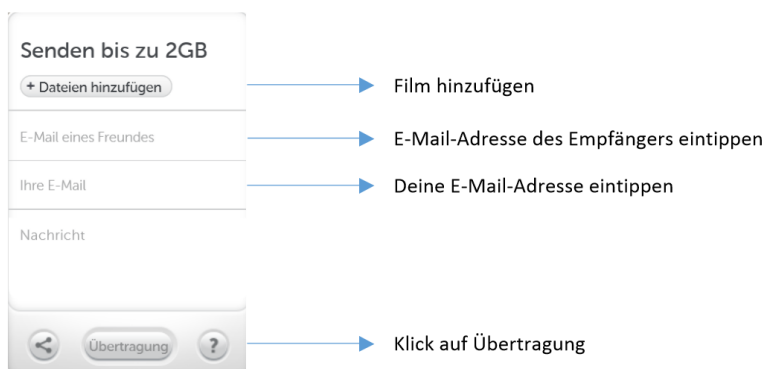 Senden bis zu 2GB
+ Dateien hinzufügen
Film hinzufügen
E-Mail eines Freundes
E-Mail-Adresse des Empfängers eintippen
Ihre E-Mail
Deine E-Mail-Adresse eintippen
Nachricht
Übertragung
?
Klick auf Übertragung